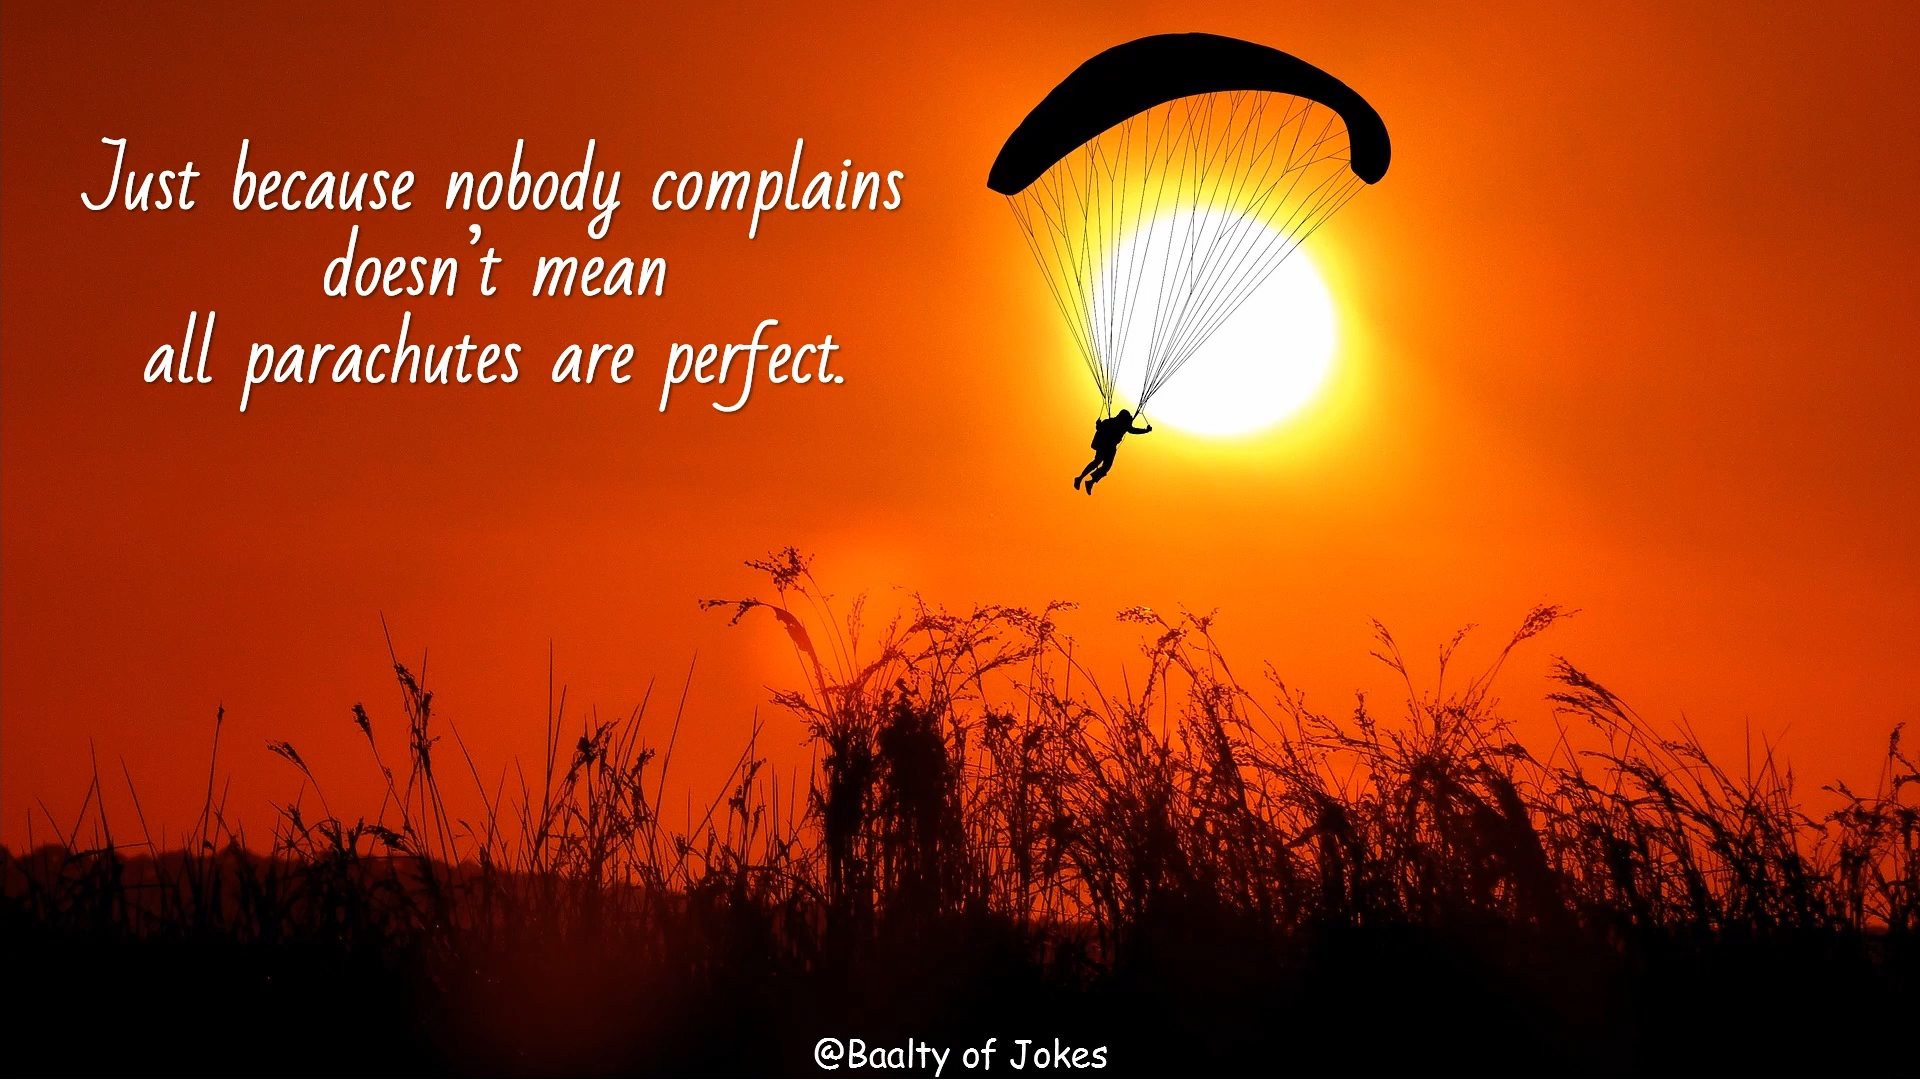 Just because nobody complains
doesn't mean
all parachutes are perfect.
@Baalty of Jokes